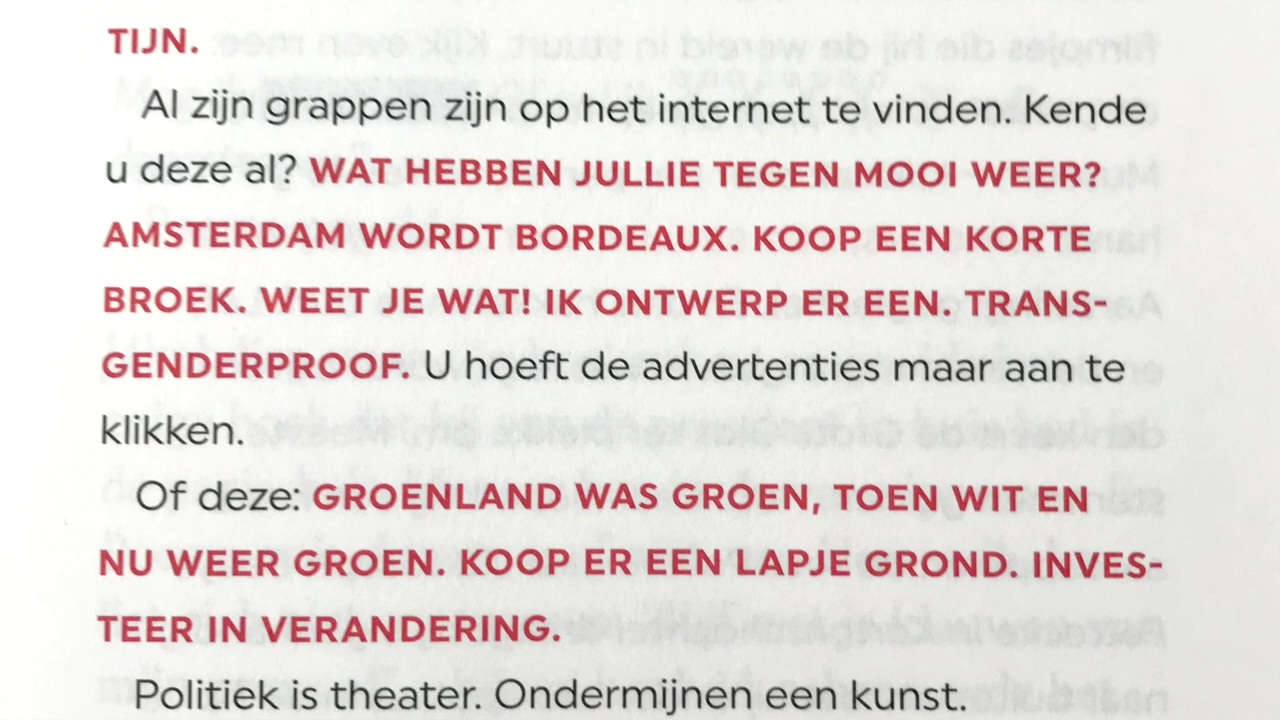 TIJN.
Al zijn grappen zijn op het internet te vinden. Kende
u deze al? WAT HEBBEN JULLIE TEGEN MOOI WEER?
AMSTERDAM WORDT BORDEAUX. KOOP EEN KORTE
BROEK. WEET JE WAT! IK ONTWERP ER EEN. TRANS-
GENDERPROOF. U hoeft de advertenties maar aan te
klikken.
Of deze: GROENLAND WAS GROEN, TOEN WIT EN
NU WEER GROEN. KOOP ER EEN LAPJE GROND. INVES-
TEER IN VERANDERING.
Politiek is theater. Ondermijnen een kunst.